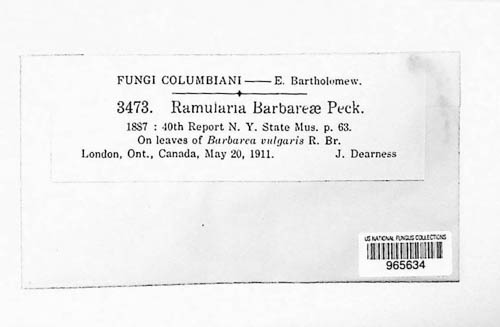 FUNGI COLUMBIANI — E. Bartholomew.
3473. Ramularia Barbareæ Peck.
1887 : 40th Report N. Y. State Mus. p. 63.
On leaves of Barbarea vulgaris R. Br.
London, Ont., Canada, May 20, 1911. J. Dearness
US NATIONAL FUNGUS COLLECTIONS
965634